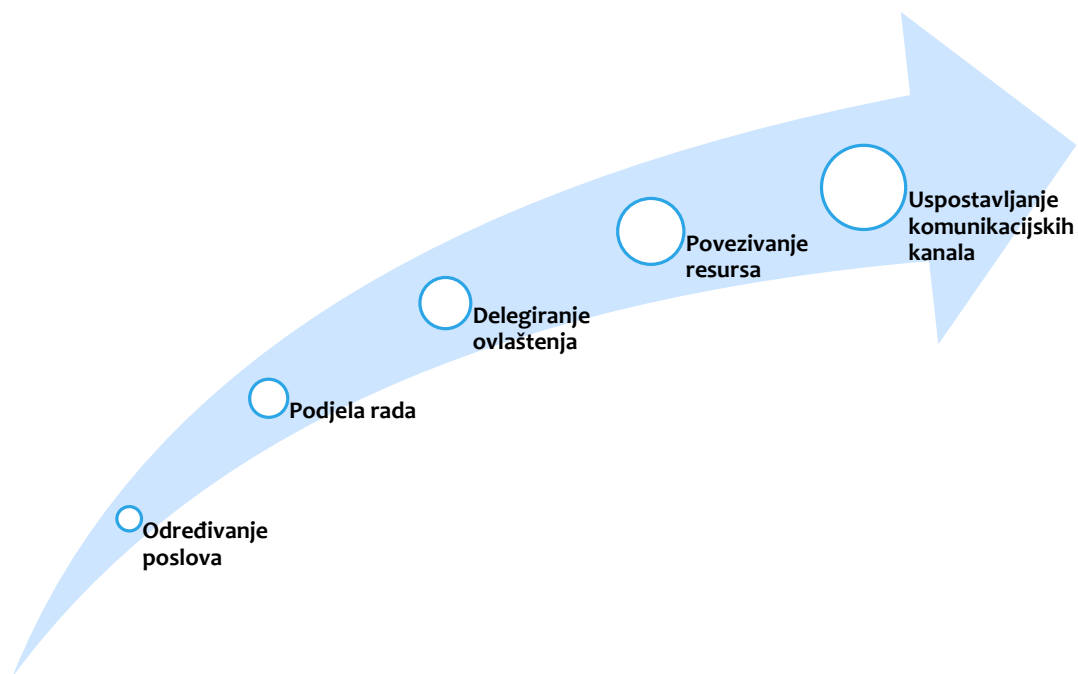 Određivanje
poslova
Podjela rada
Delegiranje
ovlaštenja
Povezivanje
resursa
Uspostavljanje
komunikacijskih
kanala